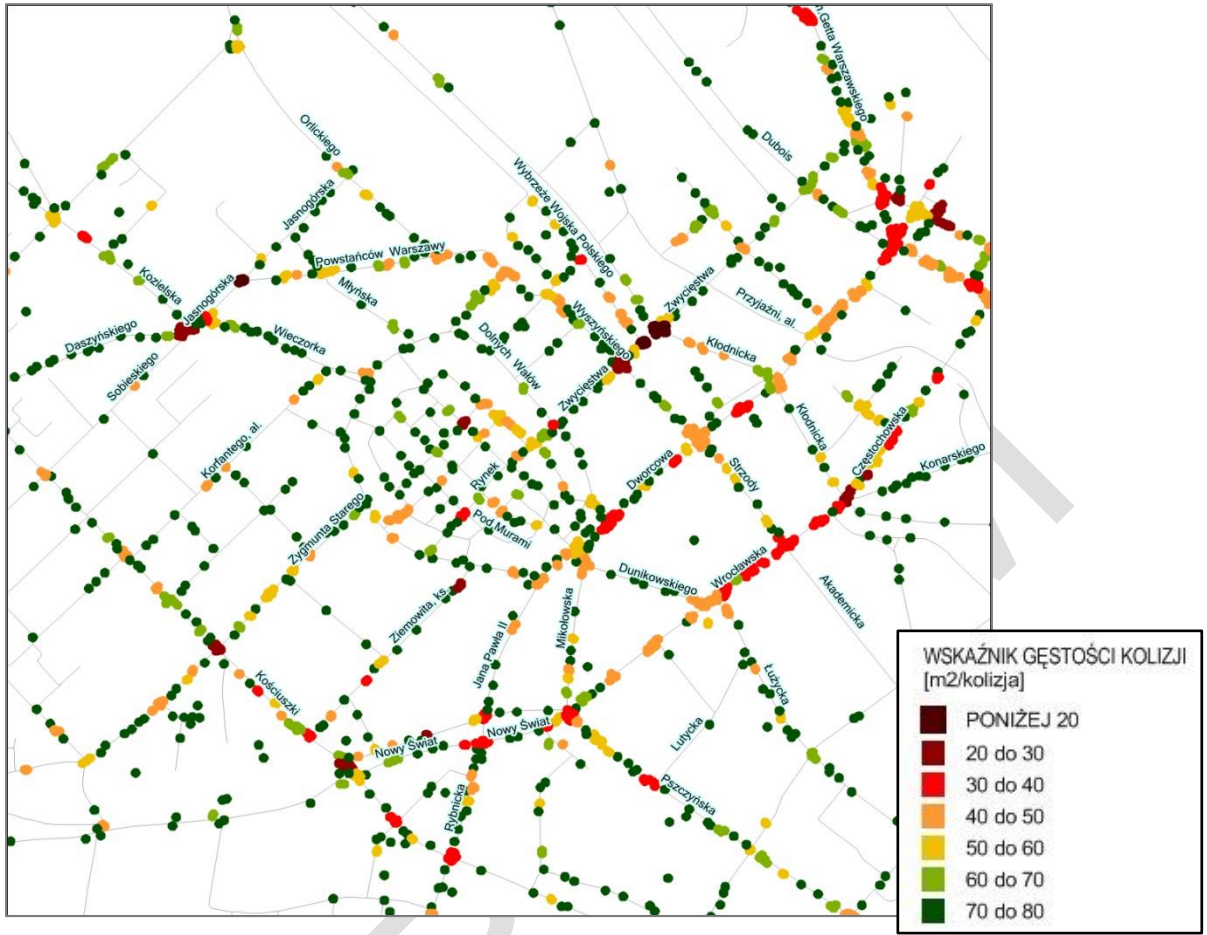 n.Getta Warszawskiego
Orlickiego
Dubois
Wybrzeże Wojska Polskiego
Jasnogórska
Powstańców Warszawy
Kozielska
Jasnogórska
Młyńska
Zwycięstwa
Przyjaźni, al.
Daszyńskiego
Wieczorka
Dolnych Wałów
Wyszyńskiego
Kłodnicka
Sobieskiego
Zwycięstwa
Kłodnicka
Częstochowska
Korfantego, al.
Rynek
Dworcowa
Strzody
Konarskiego
Zygmunta Starego
Pod Murami
Dunikowskiego
Wrocławska
Akademicka
Ziemowita, ks.
Jana Pawła II
Mikołowska
Kościuszki
Łużycka
Lutycka
Nowy Świat
Nowy Świat
Pszczyńska
Rybnicka
WSKAŹNIK GĘSTOŚCI KOLIZJI
[m2/kolizja]
PONIŻEJ 20
20 do 30
30 do 40
40 do 50
50 do 60
60 do 70
70 do 80